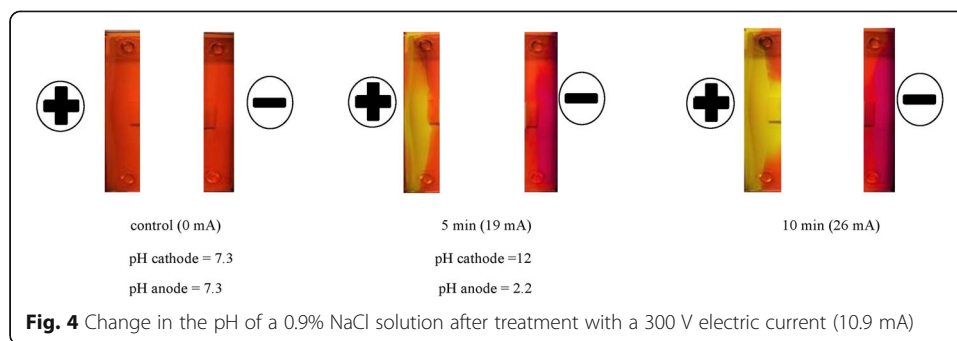 control (0 mA)
5 min (19 mA)
10 min (26 mA)
pH cathode = 7.3
pH cathode =12
pH anode = 7.3
pH anode = 2.2
Fig. 4 Change in the pH of a 0.9% NaCl solution after treatment with a 300 V electric current (10.9 mA)